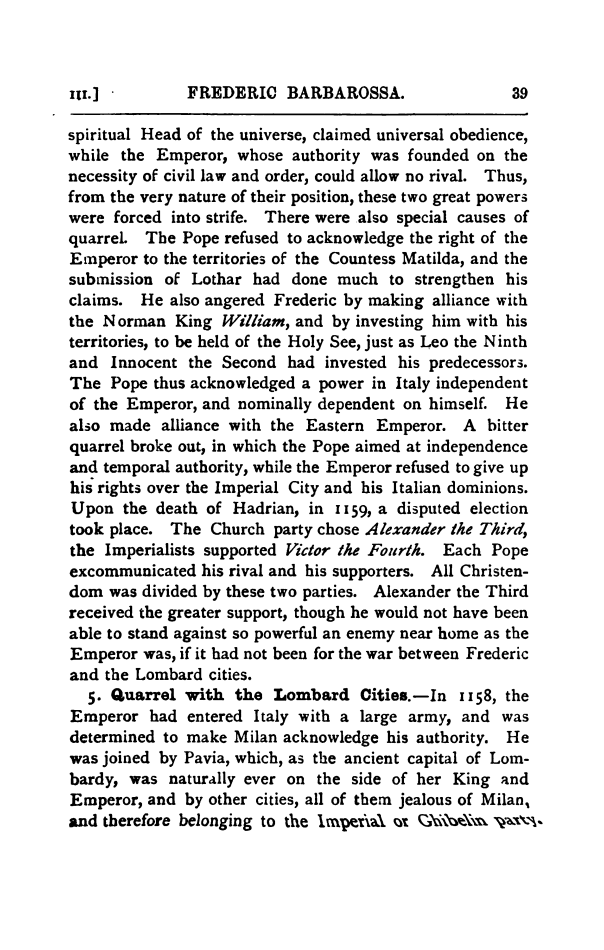 III.] FREDERIC BARBAROSSA. 39
spiritual Head of the universe, claimed universal obedience,
while the Emperor, whose authority was founded on the
necessity of civil law and order, could allow no rival. Thus,
from the very nature of their position, these two great powers
were forced into strife. There were also special causes of
quarrel. The Pope refused to acknowledge the right of the
Emperor to the territories of the Countess Matilda, and the
submission of Lothar had done much to strengthen his
claims. He also angered Frederic by making alliance with
the Norman King William, and by investing him with his
territories, to be held of the Holy See, just as Leo the Ninth
and Innocent the Second had invested his predecessors.
The Pope thus acknowledged a power in Italy independent
of the Emperor, and nominally dependent on himself. He
also made alliance with the Eastern Emperor. A bitter
quarrel broke out, in which the Pope aimed at independence
and temporal authority, while the Emperor refused to give up
his rights over the Imperial City and his Italian dominions.
Upon the death of Hadrian, in 1159, a disputed election
took place. The Church party chose Alexander the Third,
the Imperialists supported Victor the Fourth. Each Pope
excommunicated his rival and his supporters. All Christen-
dom was divided by these two parties. Alexander the Third
received the greater support, though he would not have been
able to stand against so powerful an enemy near home as the
Emperor was, if it had not been for the war between Frederic
and the Lombard cities.
5. Quarrel with the Lombard Cities.—In 1158, the
Emperor had entered Italy with a large army, and was
determined to make Milan acknowledge his authority. He
was joined by Pavia, which, as the ancient capital of Lom-
bardy, was naturally ever on the side of her King and
Emperor, and by other cities, all of them jealous of Milan,
and therefore belonging to the Imperial or Ghibelin party.